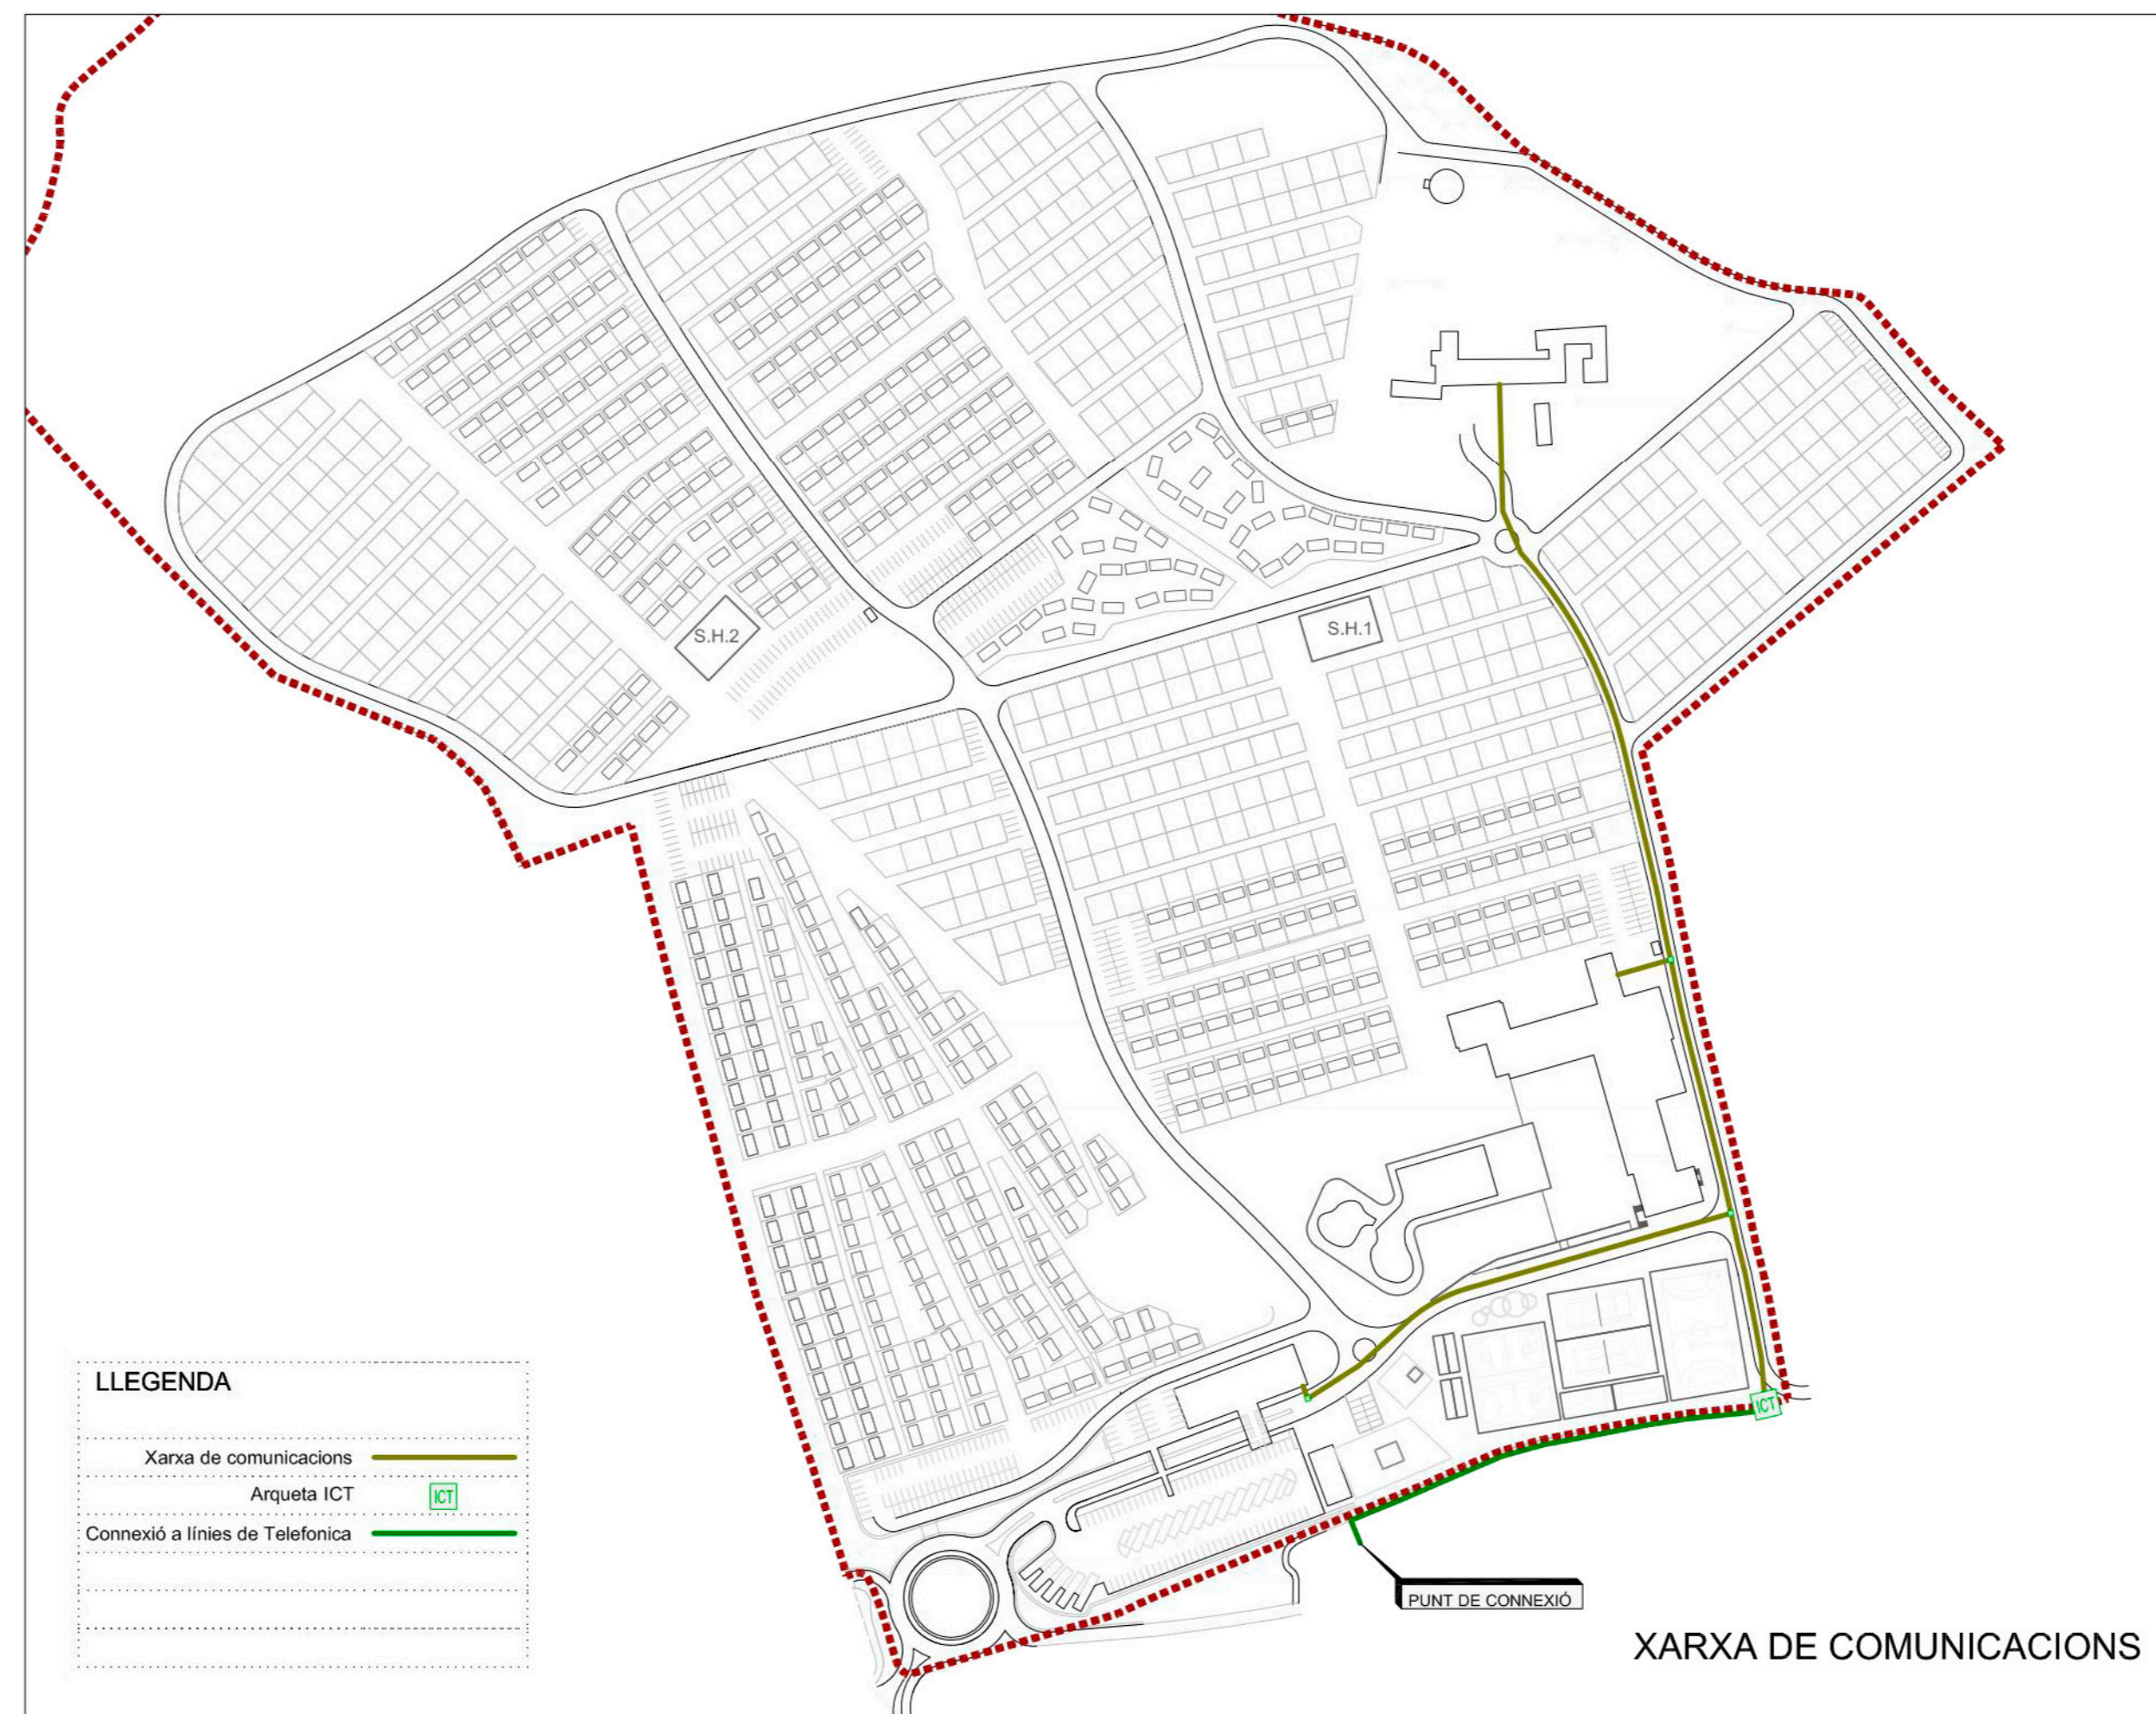 S.H.2
S.H.1
LLEGENDA
Xarxa de comunicacions
Arqueta ICT
ICT
Connexió a línies de Telefonica
ICT
PUNT DE CONNEXIÓ
XARXA DE COMUNICACIONS